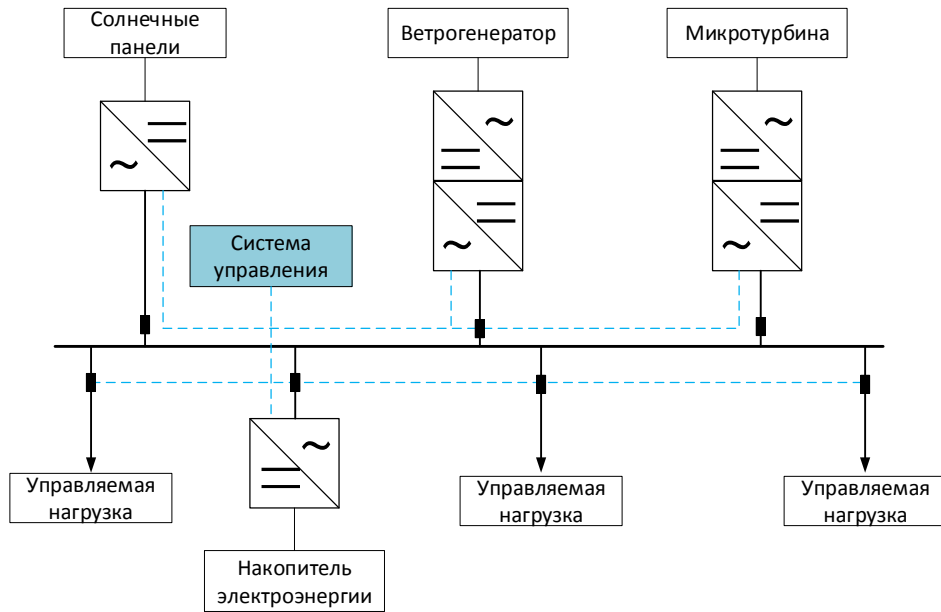 Солнечные
панели
Ветрогенератор
Микротурбина
Система
управления
Управляемая
нагрузка
Управляемая
нагрузка
Управляемая
нагрузка
Накопитель
электроэнергии